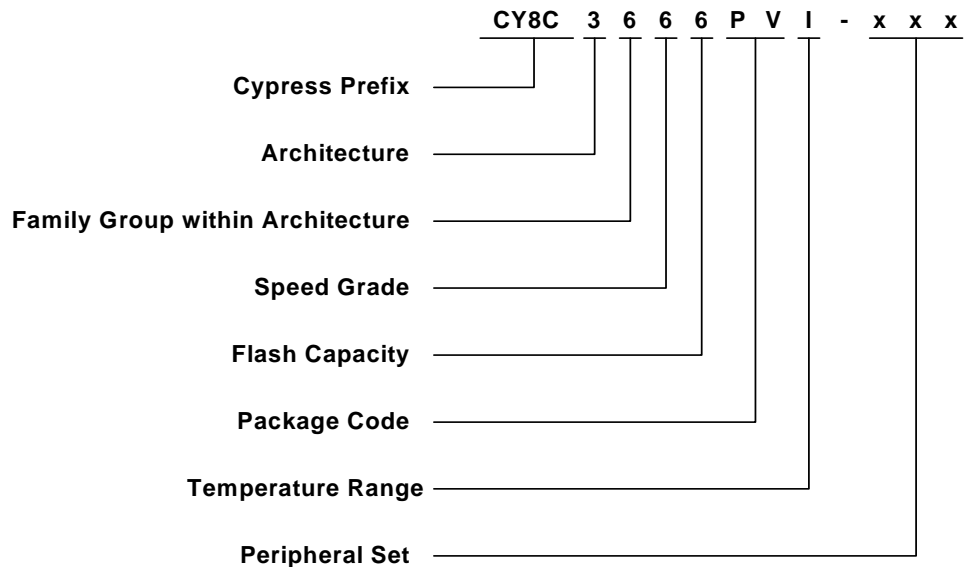 CY8C 3 6 6 6 P V I - x x x
Cypress Prefix
Architecture
Family Group within Architecture
Speed Grade
Flash Capacity
Package Code
Temperature Range
Peripheral Set